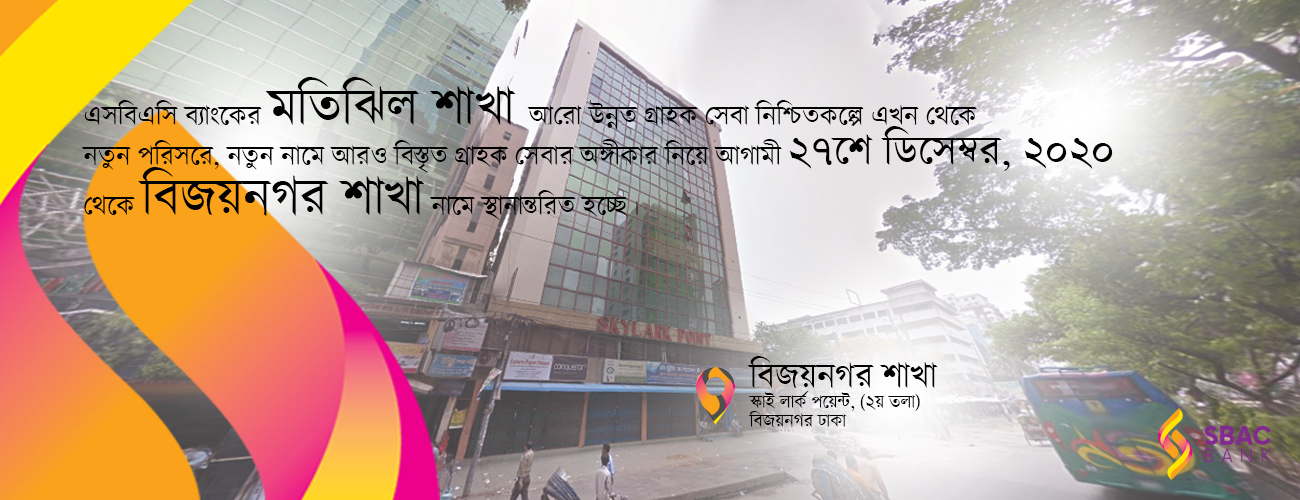 এসবিএসি ব্যাংকের মতিঝিল শাখা আরো উন্নত গ্রাহক সেবা নিশ্চিতকল্পে এখন থেকে
নতুন পরিসরে, নতুন নামে আরও বিস্তৃত গ্রাহক সেবার অঙ্গীকার নিয়ে আগামী ২৭শে ডিসেম্বর, ২০২০
থেকে বিজয়নগর শাখা নামে স্থানান্তরিত হচ্ছে।
SKYLARK POINT
conquestor
বিজয়নগর শাখা
স্কাই লার্ক পয়েন্ট, (২য় তলা)
বিজয়নগর ঢাকা
SBAC
BANK